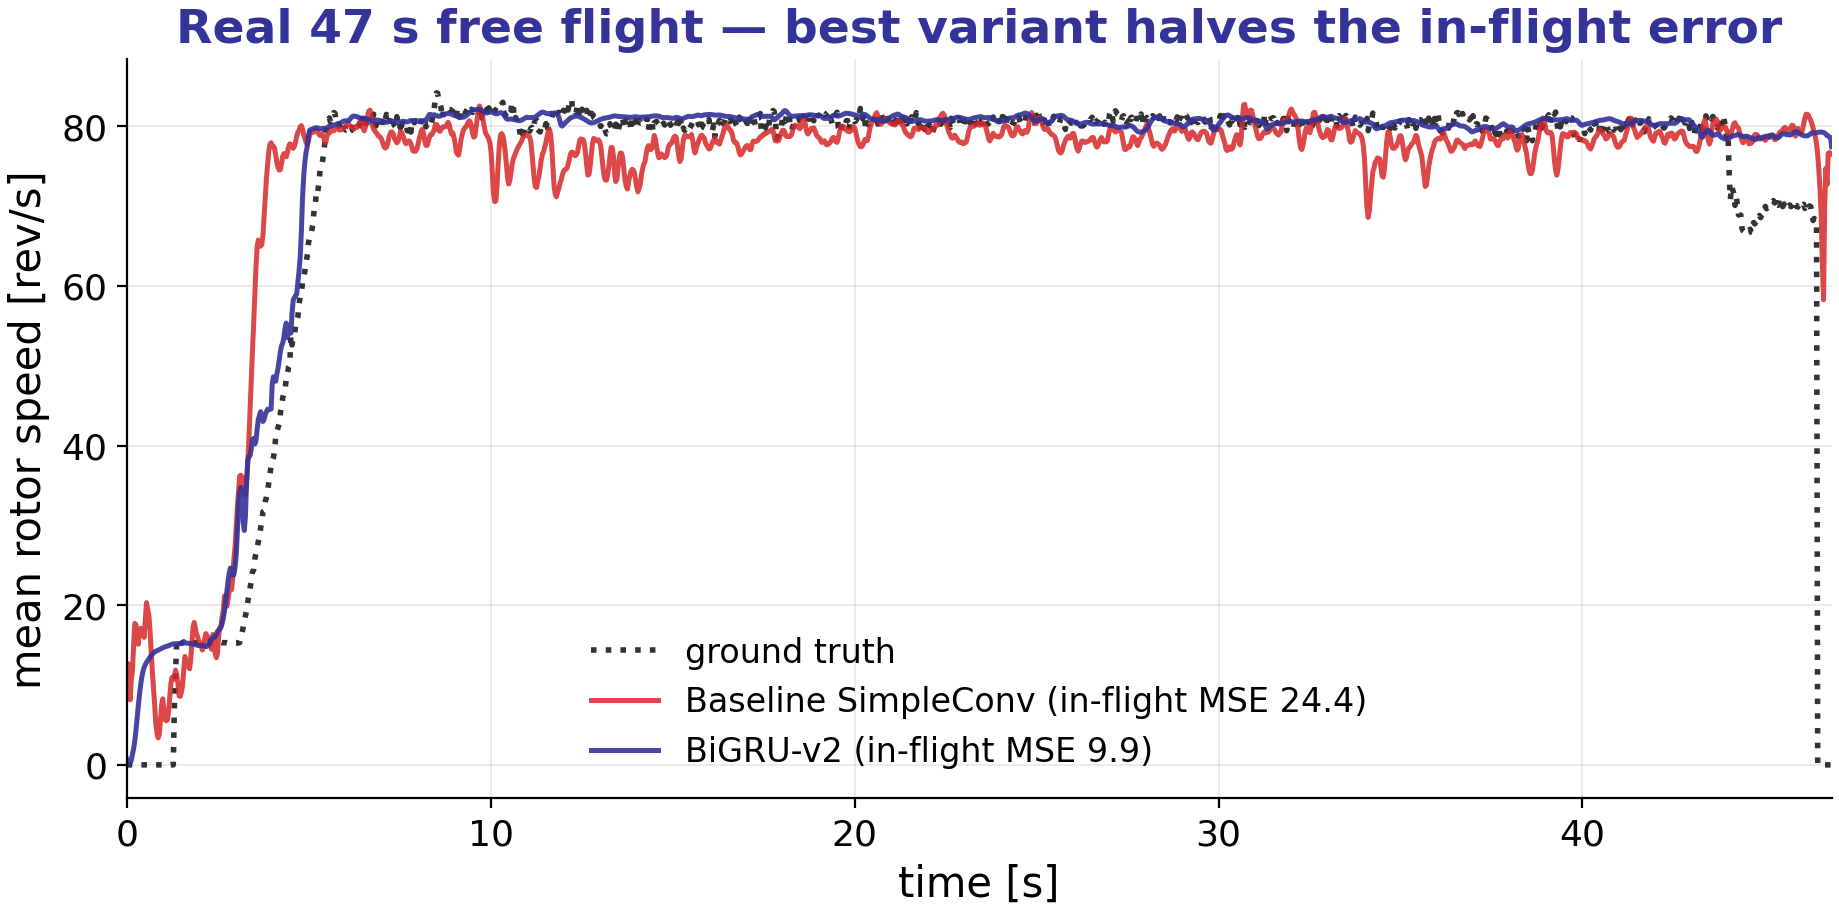 Real 47 s free flight — best variant halves the in-flight error
mean rotor speed [rev/s]
80
60
40
20
0
ground truth
Baseline SimpleConv (in-flight MSE 24.4)
BiGRU-v2 (in-flight MSE 9.9)
0 10 20 30 40
time [s]